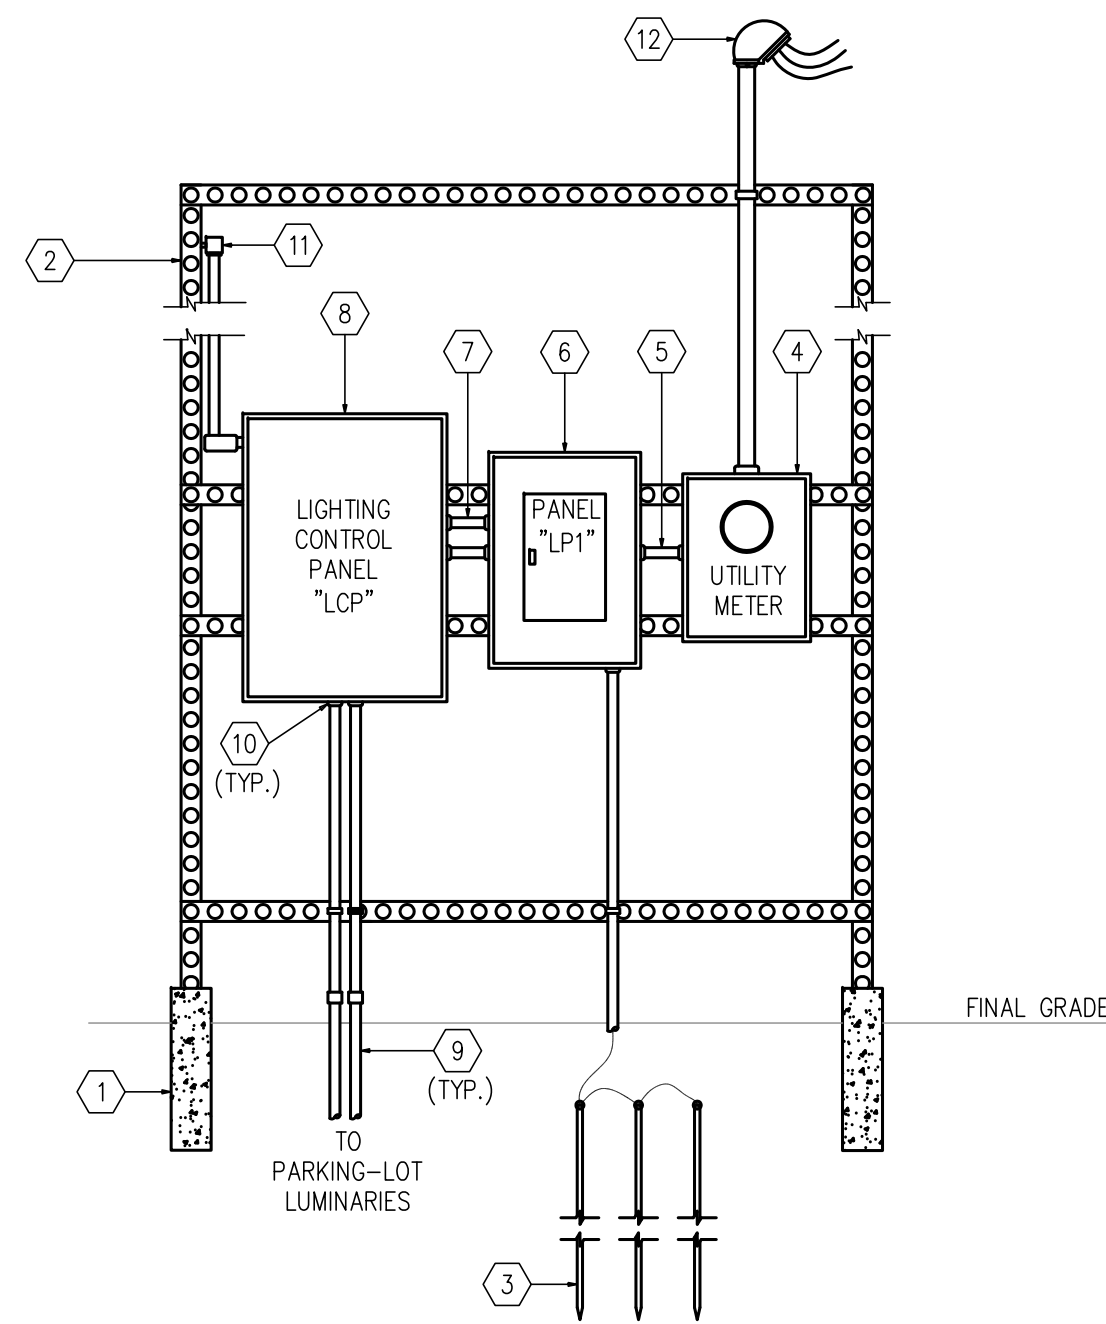 12
11
2
8
7
6
5
4
LIGHTING
CONTROL
PANEL
"LCP"
PANEL
"LP1"
UTILITY
METER
10
(TYP.)
FINAL GRADE
9
(TYP.)
1
TO
PARKING-LOT
LUMINARIES
3